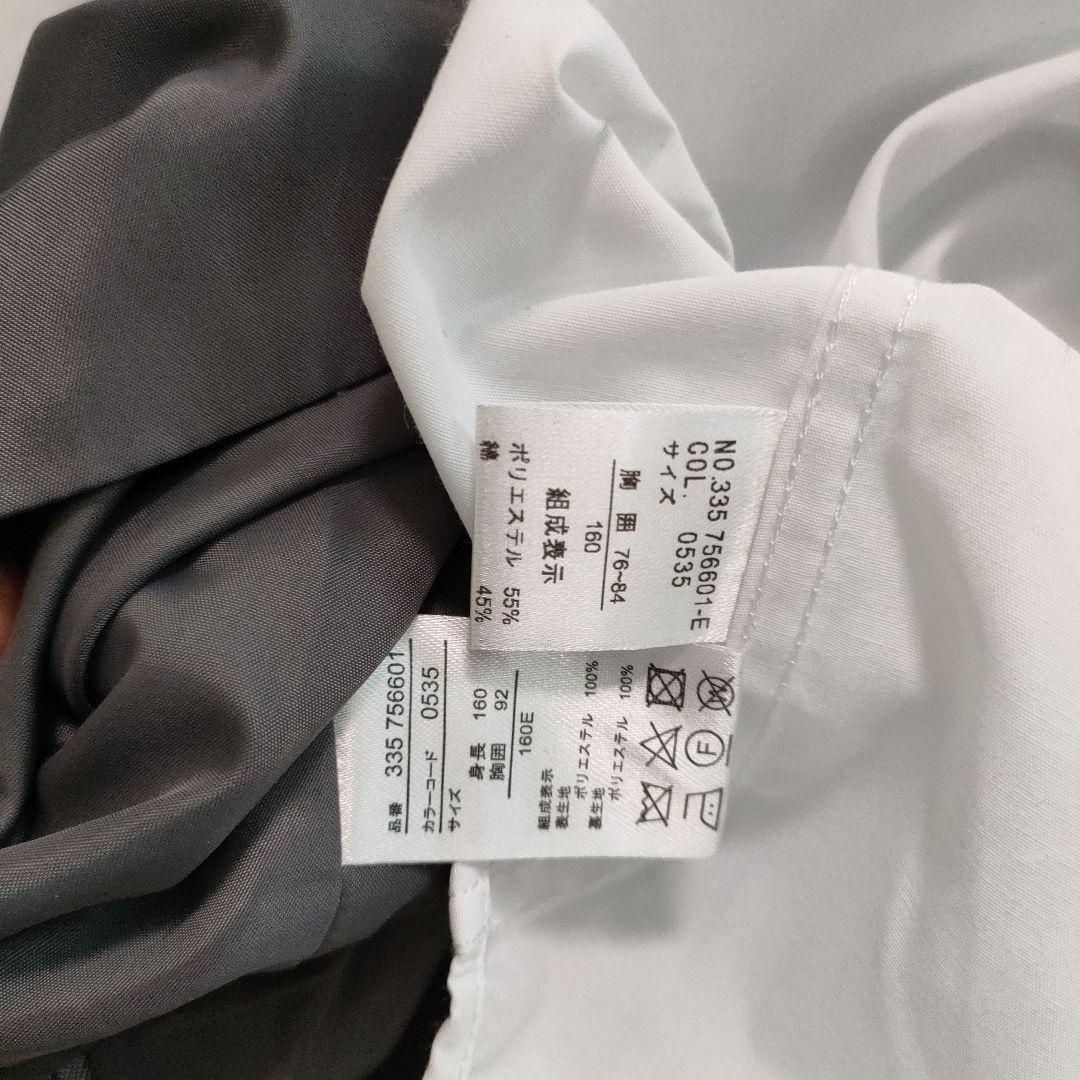 NO.335 756601-E
COL. 0535
サイズ
胸 囲 76~84
160
組成表示
ポリエステル 55%
綿 45%
品番 335 756601
カラーコード 0535
サイズ
身長 160
胸囲 92
160E
組成表示
表生地
ポリエステル 100%
裏生地
ポリエステル 100%
F